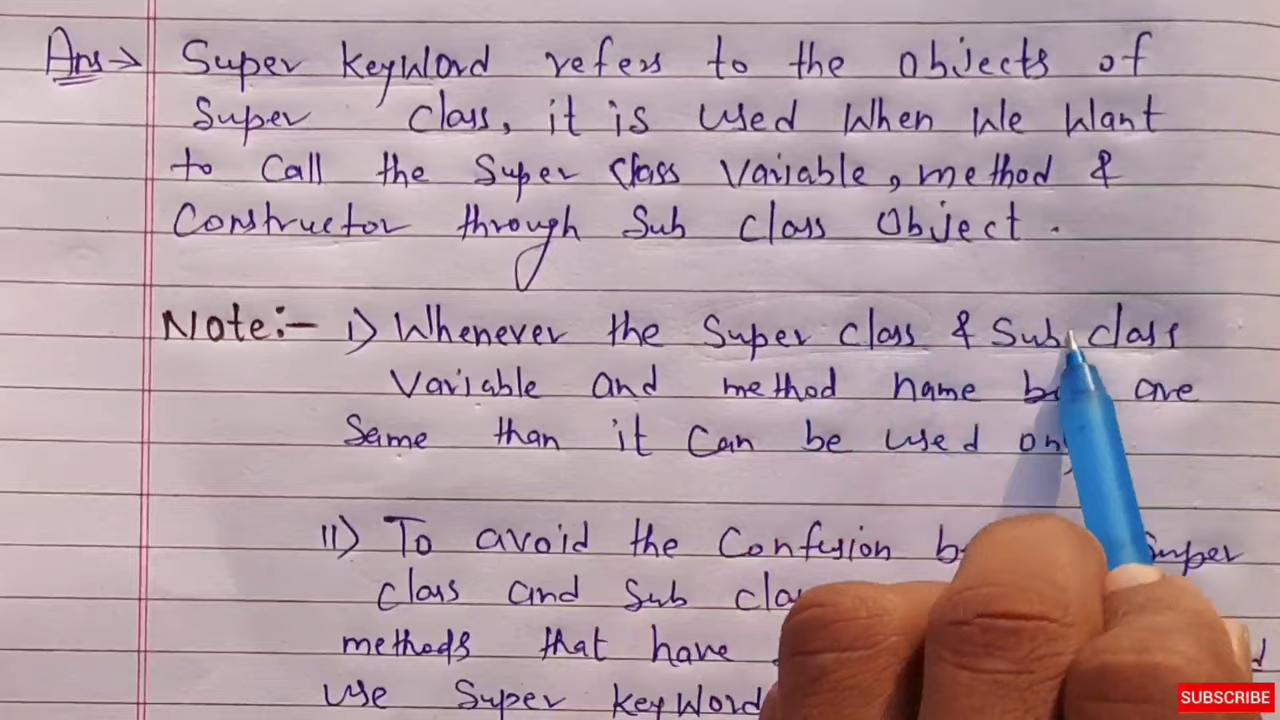 Ans→ Super keyword refers to the objects of
Super class, it is used when we want
to call the super class variable, method &
Constructor through sub class object.
Note:- i) Whenever the super class & sub class
variable and method name are
same than it can be used
ii) To avoid the confusion super
class and sub
methods that have
use super keyword
SUBSCRIBE